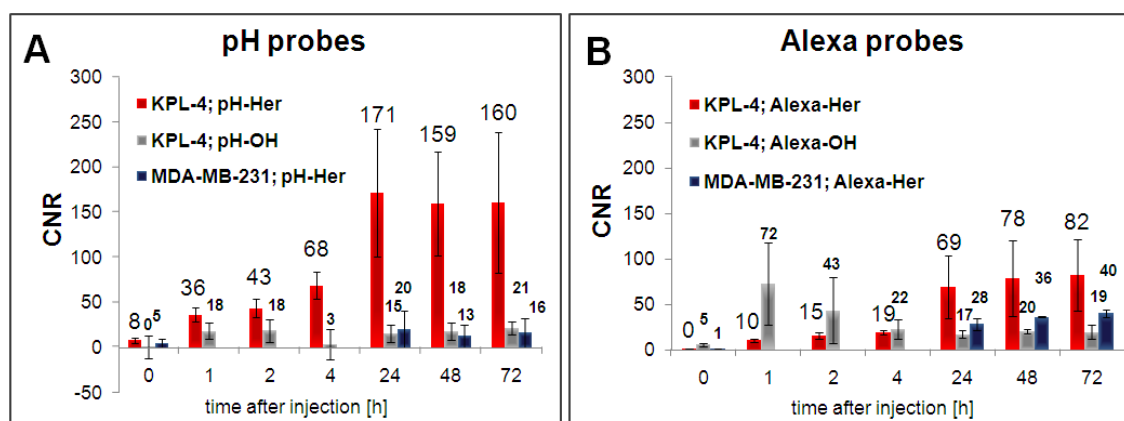 A
pH probes
300
250
200
150
100
50
0
-50
CNR
KPL-4; pH-Her
KPL-4; pH-OH
MDA-MB-231; pH-Her
8 0 5
36 18
43 18
68 3
171 15 20
159 18 13
160 21 16
0 1 2 4 24 48 72
time after injection [h]
B
Alexa probes
300
250
200
150
100
50
0
CNR
KPL-4; Alexa-Her
KPL-4; Alexa-OH
MDA-MB-231; Alexa-Her
0 5 1
10 72
15 43
19 22
69 17 28
78 20 36
82 19 40
0 1 2 4 24 48 72
time after injection [h]